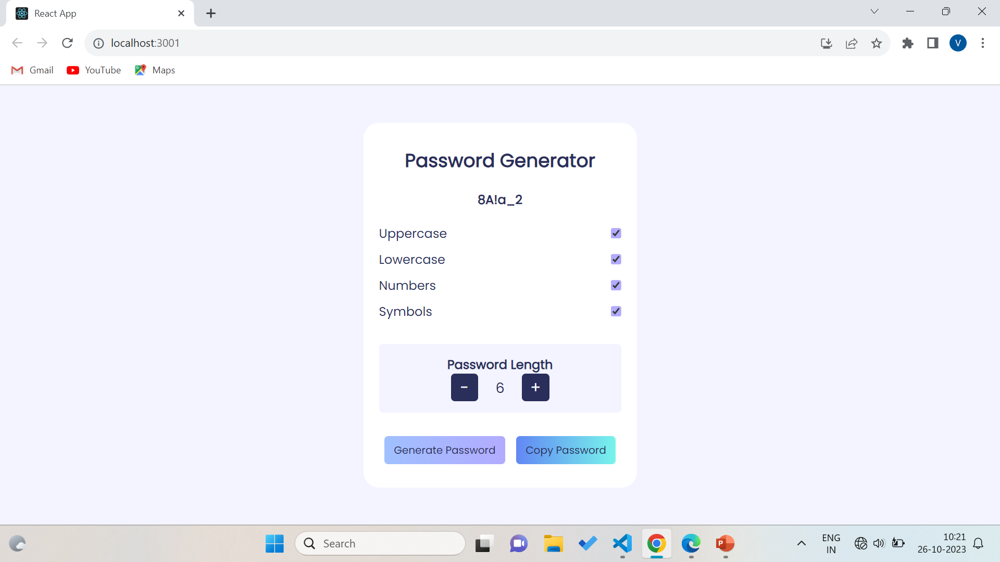 React App
localhost:3001
V
Gmail YouTube Maps
Password Generator
8A!a_2
Uppercase
Lowercase
Numbers
Symbols
Password Length
- 6 +
Generate Password Copy Password
Search
P
ENG
IN
10:21
26-10-2023